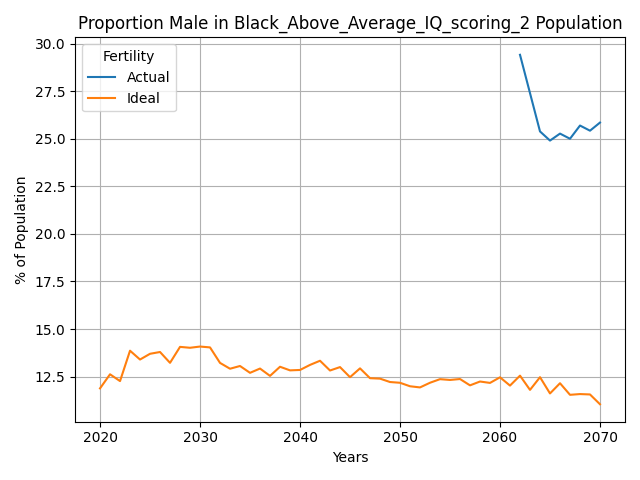 Proportion Male in Black_Above_Average_IQ_scoring_2 Population
Fertility
Actual
Ideal
% of Population
30.0
27.5
25.0
22.5
20.0
17.5
15.0
12.5
2020 2030 2040 2050 2060 2070
Years